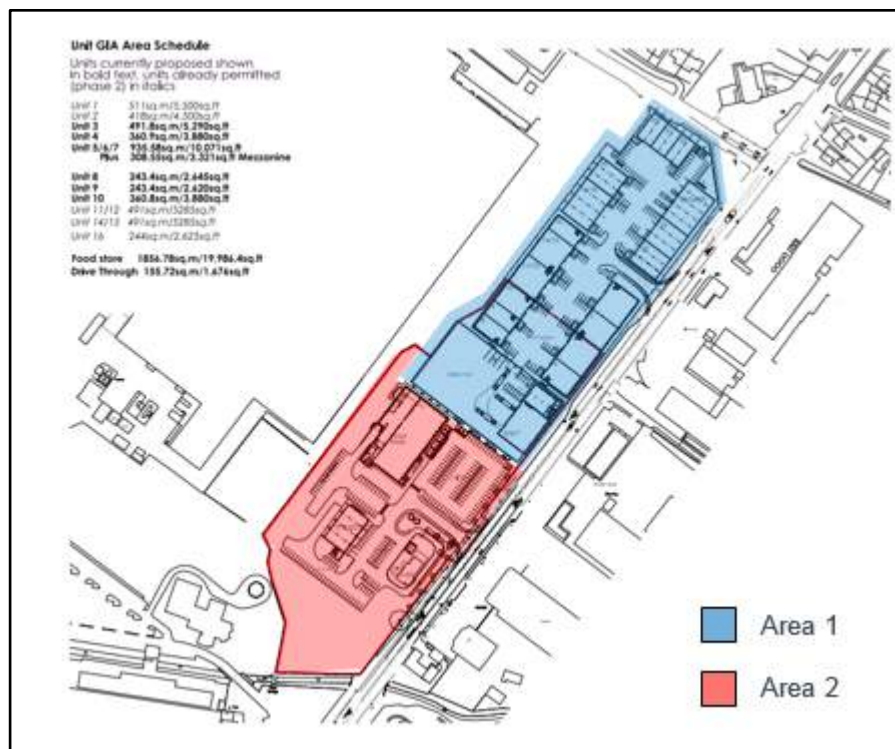 Unit GEA Area Schedule
Units currently proposed shown
in bold text, units already permitted
(phase 2) in italics
Unit 1 511sq.m/5,500sq.ft
Unit 2 418sq.m/4,500sq.ft
Unit 3 491.8sq.m/5,290sq.ft
Unit 4 360.9sq.m/3,880sq.ft
Unit 5/6/7 935.58sq.m/10,071sq.ft
Plus 308.55sq.m/3,321sq.ft Mezzanine
Unit 8 243.4sq.m/2,645sq.ft
Unit 9 243.4sq.m/2,620sq.ft
Unit 10 360.8sq.m/3,880sq.ft
Unit 11/12 491sq.m/5285sq.ft
Unit 14/15 491sq.m/5285sq.ft
Unit 16 244sq.m/2,623sq.ft
Food store 1856.78sq.m/19,986.4sq.ft
Drive Through 155.72sq.m/1,676sq.ft
Area 1
Area 2